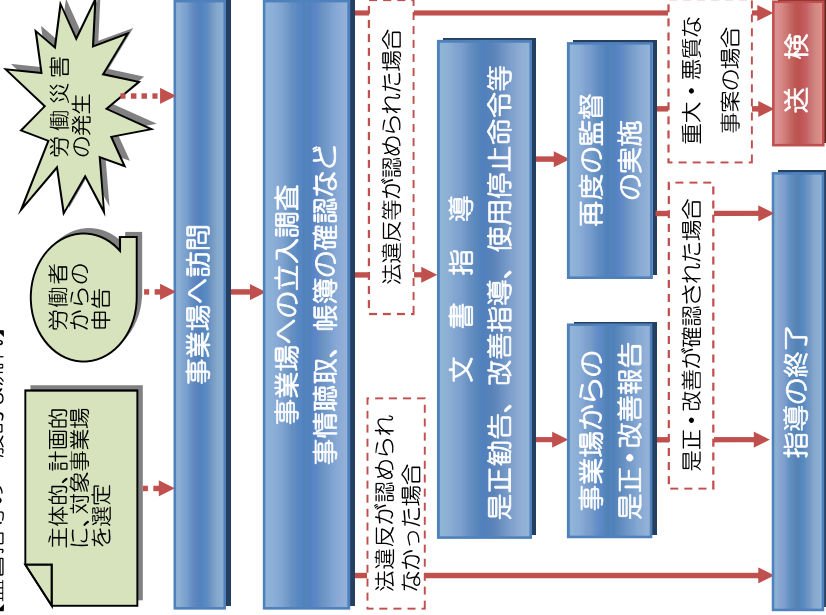 主体的、計画的
に、対象事業場
を選定
労働者
からの
申告
労働災害
の発生
事業場へ訪問
事業場への立入調査
事情聴取、帳簿の確認など
法違反が認められ
なかった場合
法違反等が認められた場合
文書指導
是正勧告、改善指導、使用停止命令等
事業場からの
是正・改善報告
再度の監督
の実施
是正・改善が確認された場合
重大・悪質な
事案の場合
指導の終了
送検